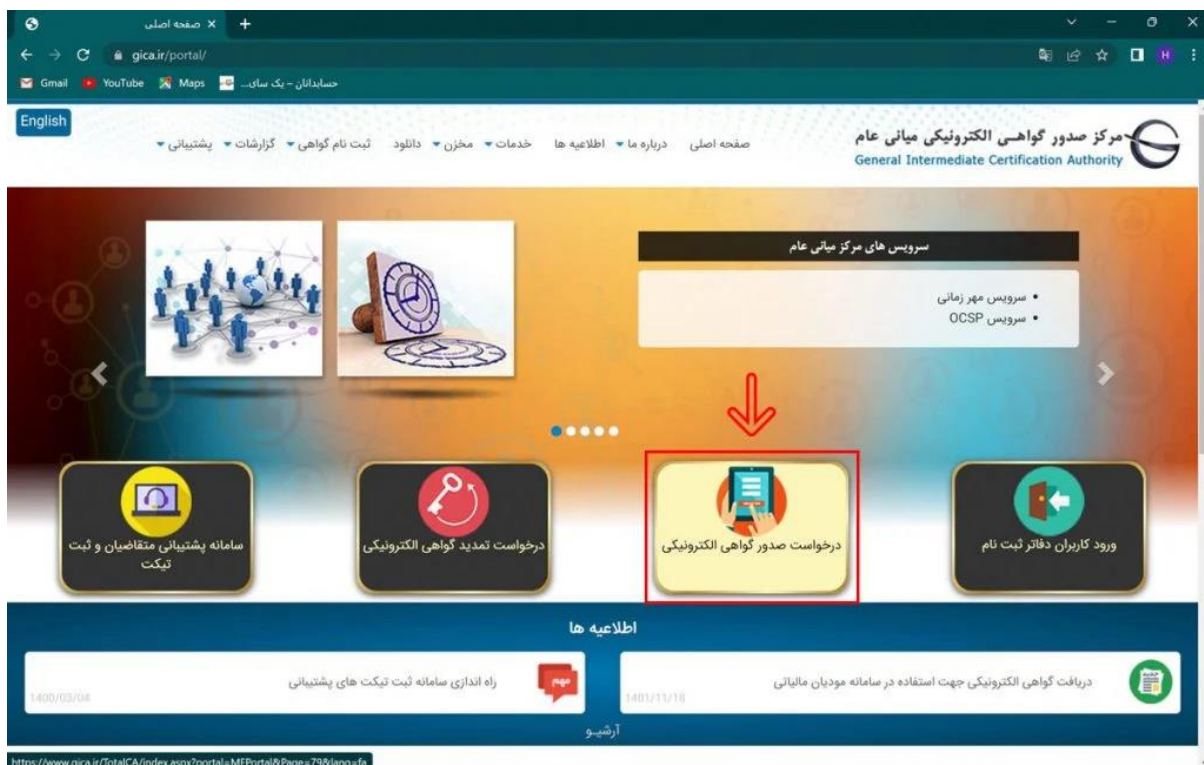 صفحه اصلی
gica.ir/portal/
Gmail YouTube Maps حسابدانان – یک سای...
English
صفحه اصلی درباره ما اطلاعیه ها خدمات مخزن دانلود ثبت نام گواهی گزارشات پشتیبانی
مرکز صدور گواهی الکترونیکی میانی عام
General Intermediate Certification Authority
سرویس های مرکز میانی عام
سرویس مهر زمانی
سرویس OCSP
ورود کاربران دفاتر ثبت نام
درخواست صدور گواهی الکترونیکی
درخواست تمدید گواهی الکترونیکی
سامانه پشتیبانی متقاضیان و ثبت
تیکت
اطلاعیه ها
دریافت گواهی الکترونیکی جهت استفاده در سامانه مودیان مالیاتی
1401/11/18
مهم
راه اندازی سامانه ثبت تیکت های پشتیبانی
1400/03/04
آرشیو
https://www.gica.ir/TotalCA/index.aspx?portal=MFPortal&Page=79&lang=fa